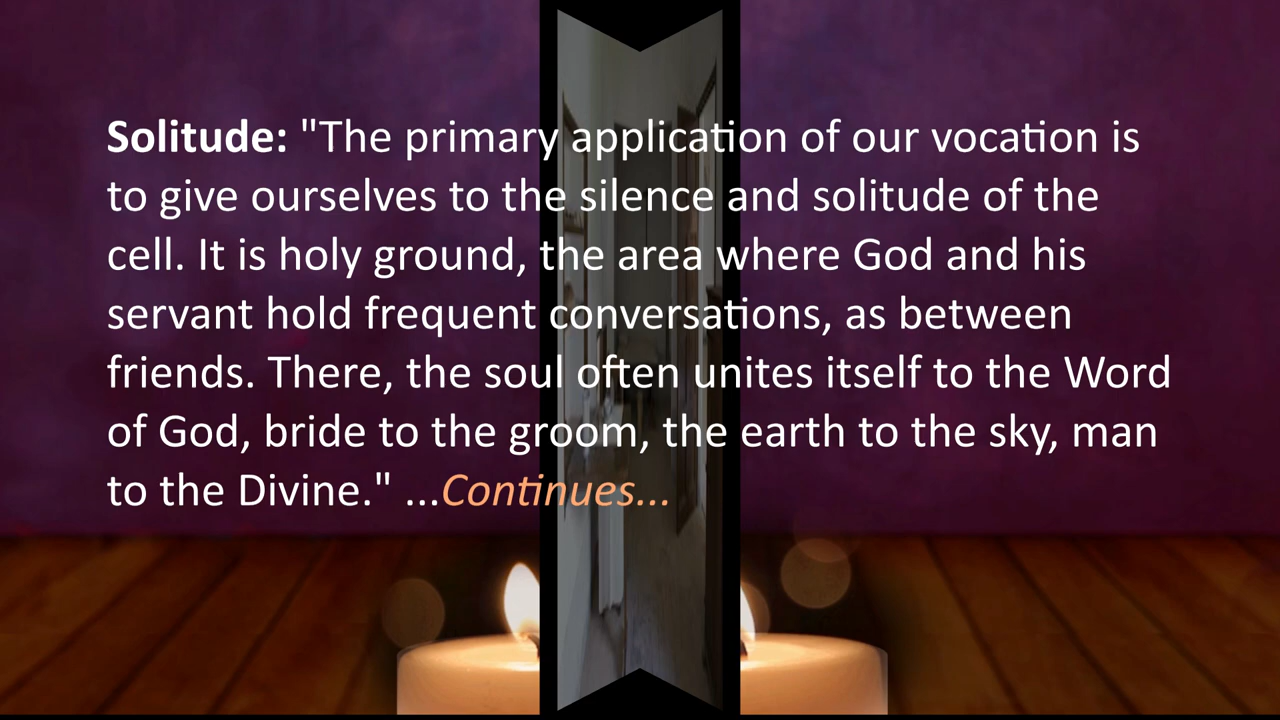 Solitude: "The primary application of our vocation is
to give ourselves to the silence and solitude of the
cell. It is holy ground, the area where God and his
servant hold frequent conversations, as between
friends. There, the soul often unites itself to the Word
of God, bride to the groom, the earth to the sky, man
to the Divine." ...Continues...